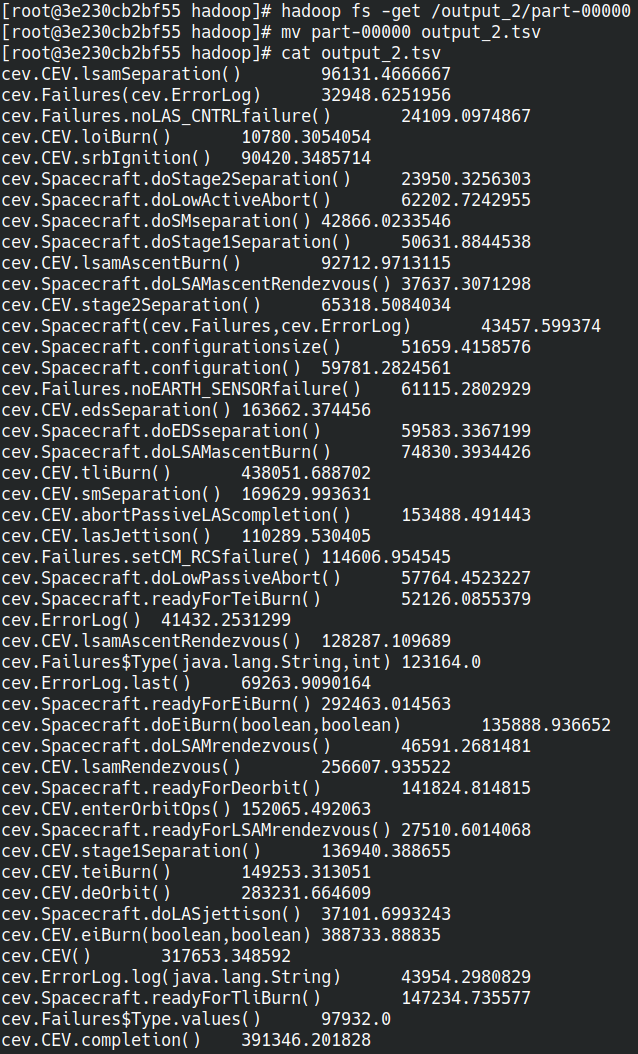 [root@3e230cb2bf55 hadoop]# hadoop fs -get /output_2/part-00000
[root@3e230cb2bf55 hadoop]# mv part-00000 output_2.tsv
[root@3e230cb2bf55 hadoop]# cat output_2.tsv
cev.CEV.lsamSeparation()        96131.4666667
cev.Failures(cev.ErrorLog)      32948.6251956
cev.Failures.noLAS_CNTRLfailure()       24109.0974867
cev.CEV.loiBurn()       10780.3054054
cev.CEV.srbIgnition()   90420.3485714
cev.Spacecraft.doStage2Separation()     23950.3256303
cev.Spacecraft.doLowActiveAbort()       62202.7242955
cev.Spacecraft.doSMseparation() 42866.0233546
cev.Spacecraft.doStage1Separation()     50631.8844538
cev.CEV.lsamAscentBurn()        92712.9713115
cev.Spacecraft.doLSAMascentRendezvous() 37637.3071298
cev.CEV.stage2Separation()      65318.5084034
cev.Spacecraft(cev.Failures,cev.ErrorLog)       43457.599374
cev.Spacecraft.configurationsize()      51659.4158576
cev.Spacecraft.configuration()  59781.2824561
cev.Failures.noEARTH_SENSORfailure()    61115.2802929
cev.CEV.edsSeparation() 163662.374456
cev.Spacecraft.doEDSseparation()        59583.3367199
cev.Spacecraft.doLSAMascentBurn()       74830.3934426
cev.CEV.tliBurn()       438051.688702
cev.CEV.smSeparation()  169629.993631
cev.CEV.abortPassiveLAScompletion()     153488.491443
cev.CEV.lasJettison()   110289.530405
cev.Failures.setCM_RCSfailure() 114606.954545
cev.Spacecraft.doLowPassiveAbort()      57764.4523227
cev.Spacecraft.readyForTeiBurn()        52126.0855379
cev.ErrorLog()  41432.2531299
cev.CEV.lsamAscentRendezvous()  128287.109689
cev.Failures$Type(java.lang.String,int) 123164.0
cev.ErrorLog.last()     69263.9090164
cev.Spacecraft.readyForEiBurn() 292463.014563
cev.Spacecraft.doEiBurn(boolean,boolean)        135888.936652
cev.Spacecraft.doLSAMrendezvous()       46591.2681481
cev.CEV.lsamRendezvous()        256607.935522
cev.Spacecraft.readyForDeorbit()        141824.814815
cev.CEV.enterOrbitOps() 152065.492063
cev.Spacecraft.readyForLSAMrendezvous() 27510.6014068
cev.CEV.stage1Separation()      136940.388655
cev.CEV.teiBurn()       149253.313051
cev.CEV.deOrbit()       283231.664609
cev.Spacecraft.doLASjettison()  37101.6993243
cev.CEV.eiBurn(boolean,boolean) 388733.88835
cev.CEV()       317653.348592
cev.ErrorLog.log(java.lang.String)      43954.2980829
cev.Spacecraft.readyForTliBurn()        147234.735577
cev.Failures$Type.values()      97932.0
cev.CEV.completion()    391346.201828